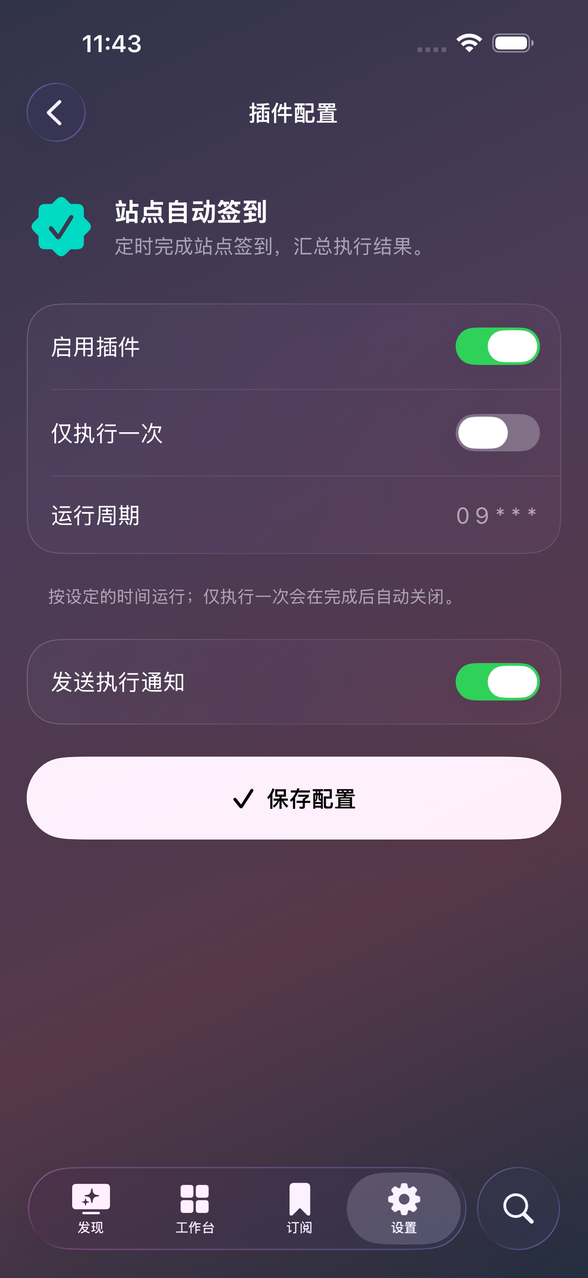 11:43
插件配置
站点自动签到
定时完成站点签到，汇总执行结果。
启用插件
仅执行一次
运行周期
0 9 * * *
按设定的时间运行；仅执行一次会在完成后自动关闭。
发送执行通知
保存配置
发现
工作台
订阅
设置